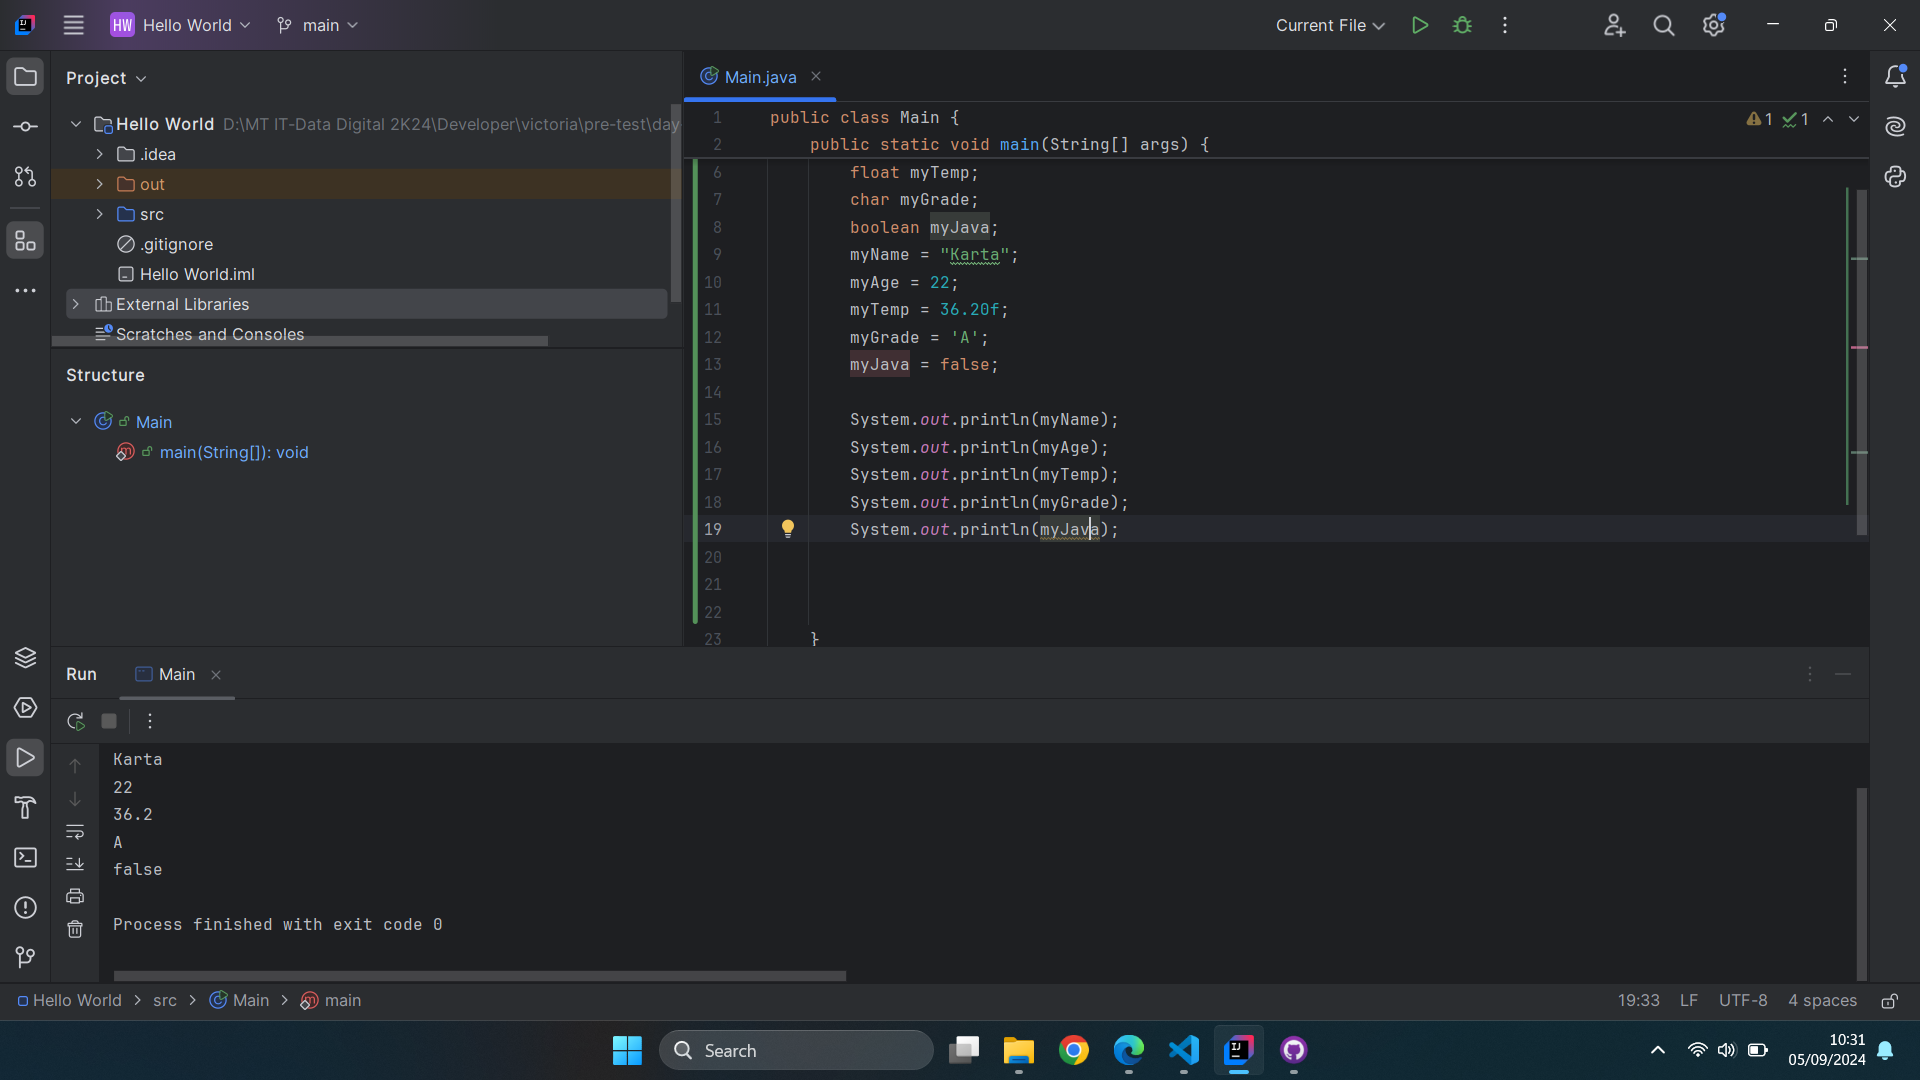 HW Hello World main Current File
Project
Hello World D:\MT IT-Data Digital 2K24\Developer\victoria\pre-test\day
.idea
out
src
.gitignore
Hello World.iml
External Libraries
Scratches and Consoles
Structure
Main
main(String[]): void
Main.java
1 public class Main {
2 public static void main(String[] args) {
6 float myTemp;
7 char myGrade;
8 boolean myJava;
9 myName = "Karta";
10 myAge = 22;
11 myTemp = 36.20f;
12 myGrade = 'A';
13 myJava = false;
14
15 System.out.println(myName);
16 System.out.println(myAge);
17 System.out.println(myTemp);
18 System.out.println(myGrade);
19 System.out.println(myJava);
20
21
22
23 }
1 1
Run Main
Karta
22
36.2
A
false
Process finished with exit code 0
Hello World src Main main 19:33 LF UTF-8 4 spaces
Search
10:31
05/09/2024